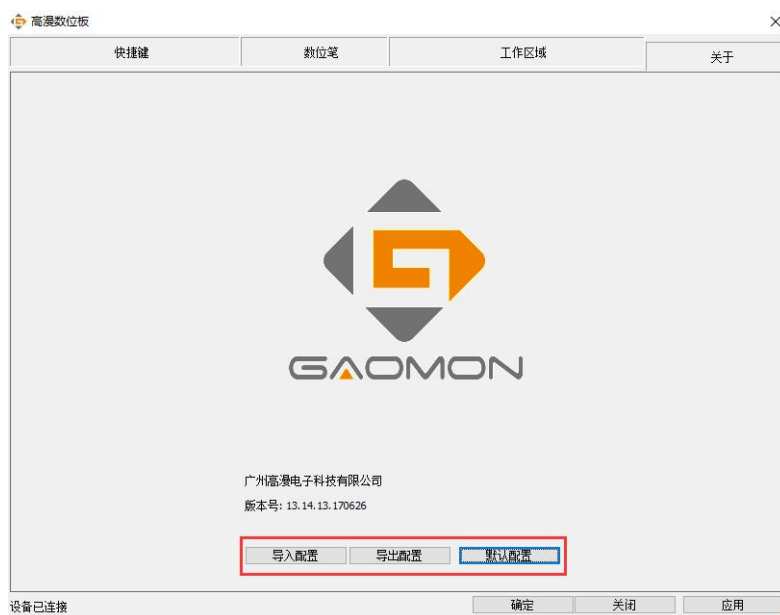 高漫数位板
快捷键 数位笔 工作区域 关于
GAOMON
广州高漫电子科技有限公司
版本号: 13.14.13.170626
导入配置 导出配置 默认配置
设备已连接 确定 关闭 应用